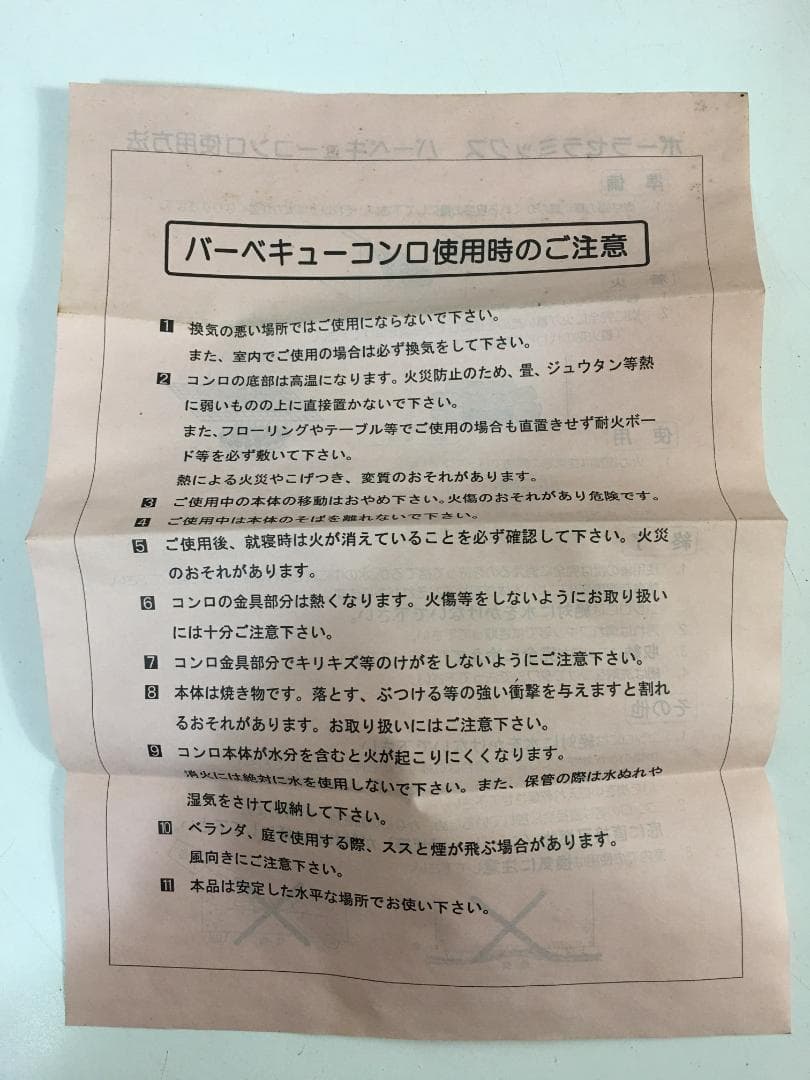 バーベキューコンロ使用時のご注意
1 換気の悪い場所ではご使用にならないで下さい。
また、室内でご使用の場合は必ず換気をして下さい。
2 コンロの底部は高温になります。火災防止のため、畳、ジュウタン等熱
に弱いものの上に直接置かないで下さい。
また、フローリングやテーブル等でご使用の場合も直置きせず耐火ボー
ド等を必ず敷いて下さい。
熱による火災やこげつき、変質のおそれがあります。
3 ご使用中の本体の移動はおやめ下さい。火傷のおそれがあり危険です。
4 ご使用中は本体のそばを離れないで下さい。
5 ご使用後、就寝時は火が消えていることを必ず確認して下さい。火災
のおそれがあります。
6 コンロの金具部分は熱くなります。火傷等をしないようにお取り扱い
には十分ご注意下さい。
7 コンロ金具部分でキリキズ等のけがをしないようにご注意下さい。
8 本体は焼き物です。落とす、ぶつける等の強い衝撃を与えますと割れ
るおそれがあります。お取り扱いにはご注意下さい。
9 コンロ本体が水分を含むと火が起こりにくくなります。
消火には絶対に水を使用しないで下さい。また、保管の際は水ぬれや
湿気をさけて収納して下さい。
10 ベランダ、庭で使用する際、ススと煙が飛ぶ場合があります。
風向きにご注意下さい。
11 本品は安定した水平な場所でお使い下さい。